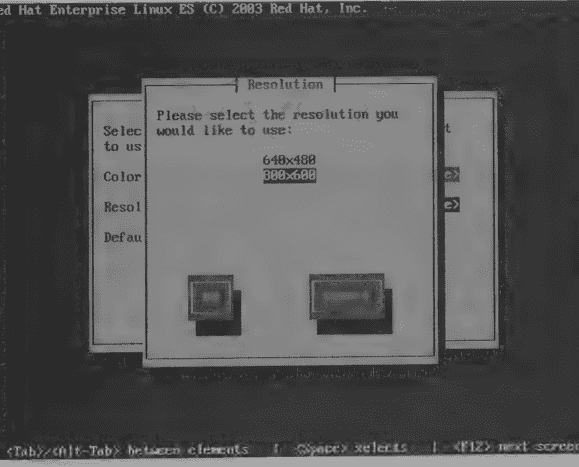 ed Hat Enterprise Linux ES (C) 2003 Red Hat, Inc.
Resolution
Please select the resolution you
would like to use:
640x480
800x600
Selec
t
to us
Color
e>
Resol
e>
Defau
<Tab>/<Alt-Tab> between elements | <Space> selects | <F12> next screen